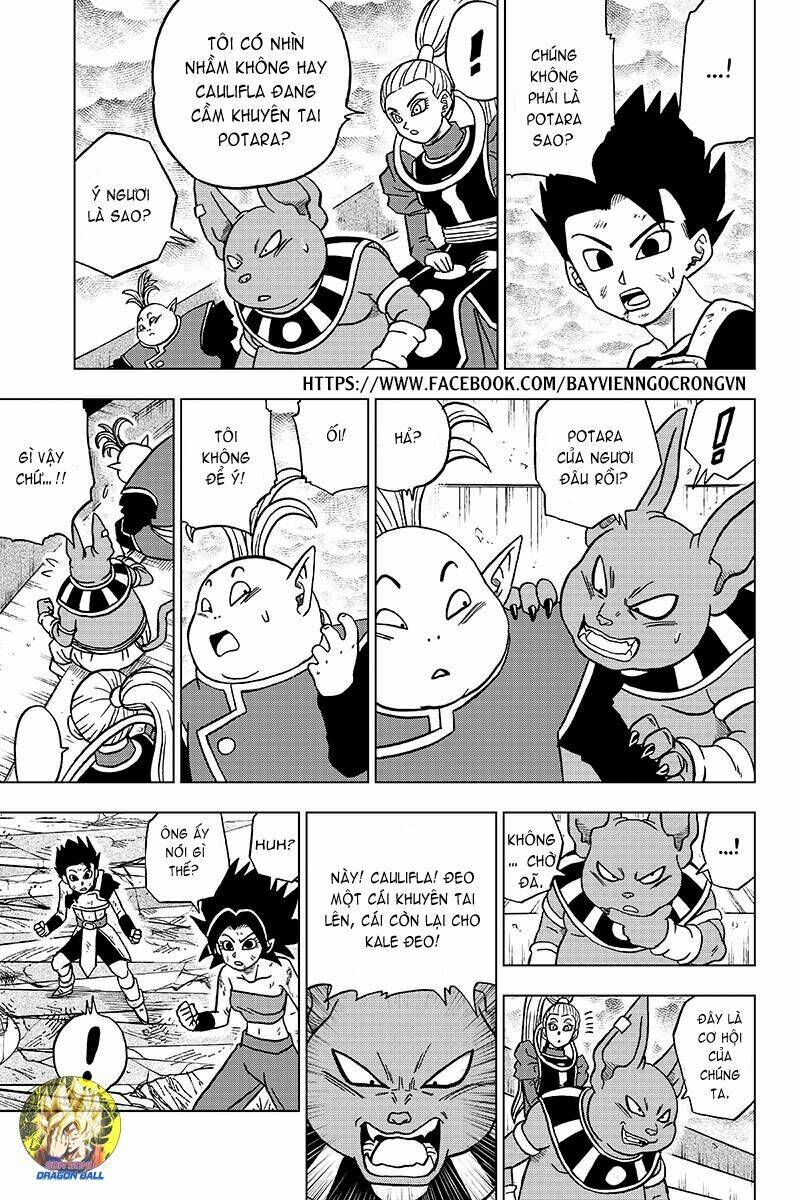 ...!
CHÚNG
KHÔNG
PHẢI LÀ
POTARA
SAO?
!
TÔI CÓ NHÌN
NHẦM KHÔNG HAY
CAULIFLA ĐANG
CẦM KHUYÊN TAI
POTARA?
Ý NGƯƠI
LÀ SAO?
HTTPS://WWW.FACEBOOK.COM/BAYVIENNGOCRONGVN
!
POTARA
CỦA NGƯƠI
ĐÂU RỒI?
HẢ?
ỐI!
TÔI
KHÔNG
ĐỂ Ý!
GÌ VẬY
CHỨ...!!
...!
KHÔNG
... CHỜ
ĐÃ.
ĐÂY LÀ
CƠ HỘI
CỦA
CHÚNG
TA.
NÀY! CAULIFLA! ĐEO
MỘT CÁI KHUYÊN TAI
LÊN, CÁI CÒN LẠI CHO
KALE ĐEO!
HUH?
ÔNG ẤY
NÓI GÌ
THẾ?
!
SON GOKU
DRAGON BALL